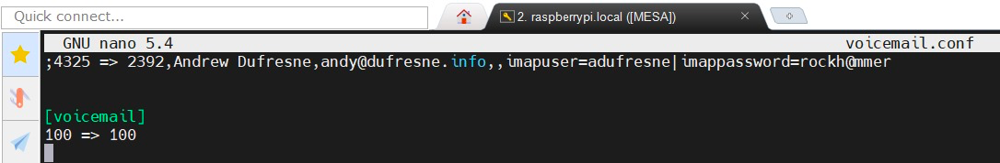 Quick connect...
2. raspberrypi.local ([MESA])
GNU nano 5.4 voicemail.conf
;4325 => 2392,Andrew Dufresne,andy@dufresne.info,,imapuser=adufresne|imappassword=rockh@mmer
[voicemail]
100 => 100